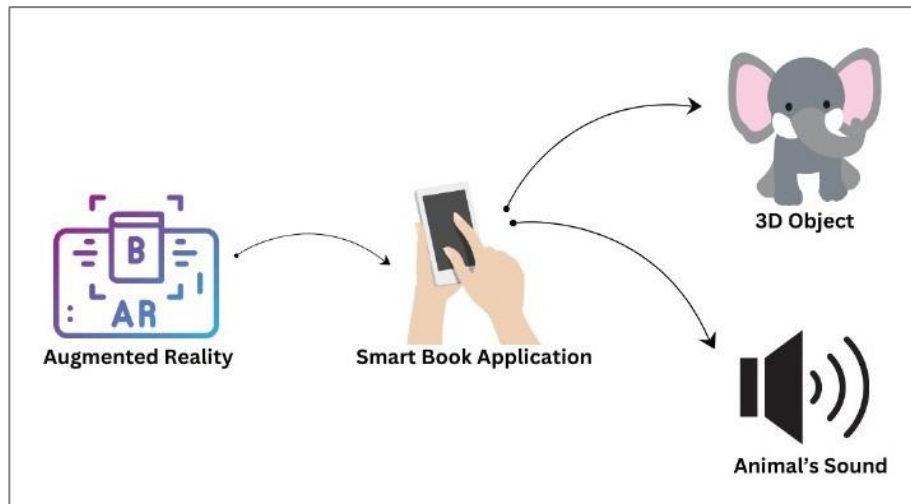 B
AR
Augmented Reality
Smart Book Application
3D Object
Animal's Sound